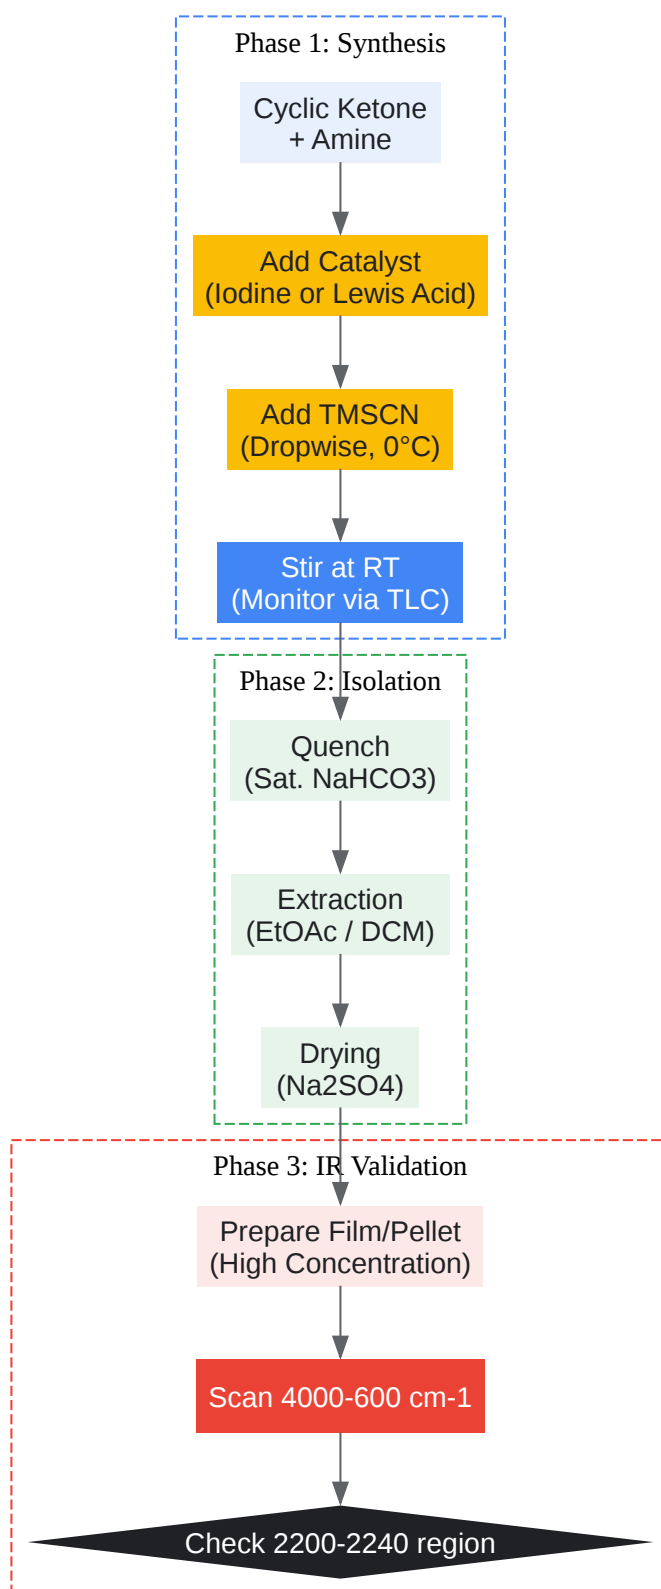 Phase 1: Synthesis
Cyclic Ketone
+ Amine
Add Catalyst
(Iodine or Lewis Acid)
Add TMSCN
(Dropwise, 0°C)
Stir at RT
(Monitor via TLC)
Phase 2: Isolation
Quench
(Sat. NaHCO3)
Extraction
(EtOAc / DCM)
Drying
(Na2SO4)
Phase 3: IR Validation
Prepare Film/Pellet
(High Concentration)
Scan 4000-600 cm-1
Check 2200-2240 region